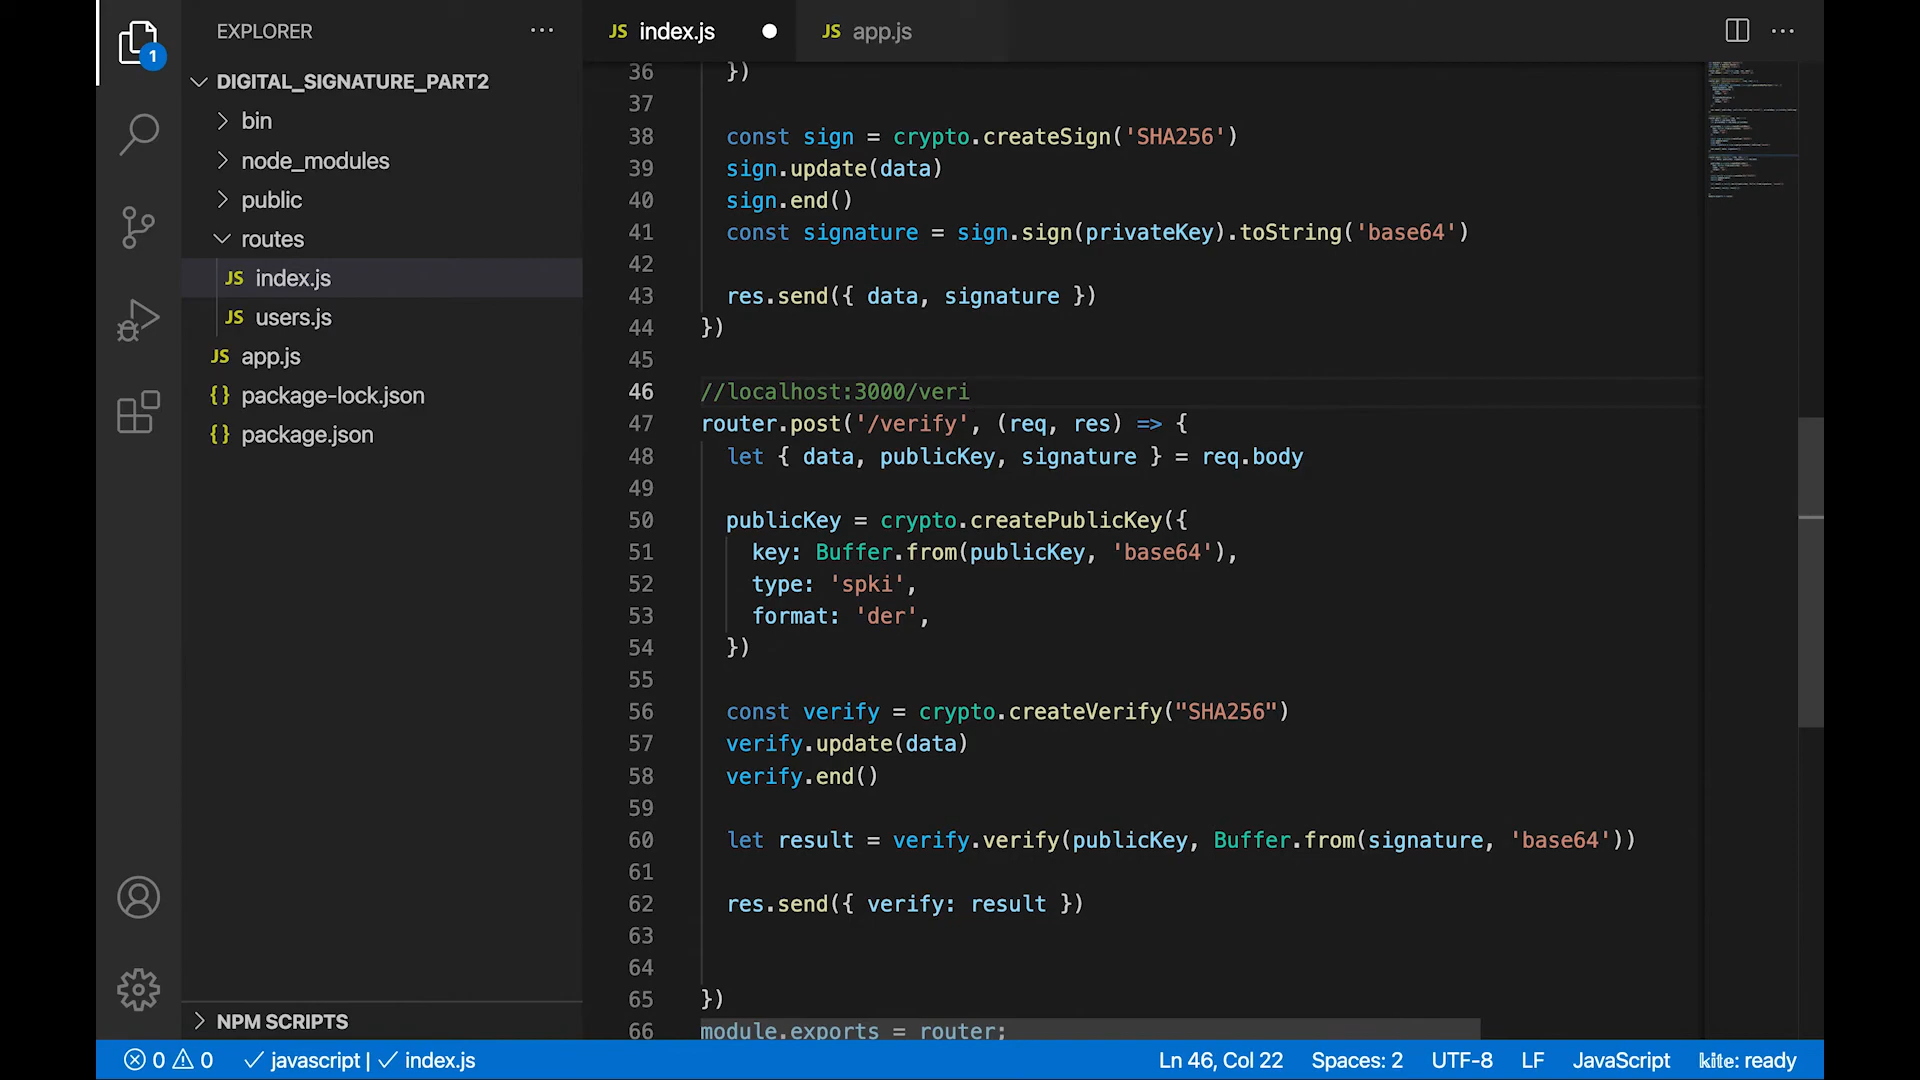 EXPLORER
1
DIGITAL_SIGNATURE_PART2
bin
node_modules
public
routes
JS index.js
JS users.js
JS app.js
{} package-lock.json
{} package.json
NPM SCRIPTS
JS index.js
JS app.js
36 })
37
38 const sign = crypto.createSign('SHA256')
39 sign.update(data)
40 sign.end()
41 const signature = sign.sign(privateKey).toString('base64')
42
43 res.send({ data, signature })
44 })
45
46 //localhost:3000/veri
47 router.post('/verify', (req, res) => {
48 let { data, publicKey, signature } = req.body
49
50 publicKey = crypto.createPublicKey({
51 key: Buffer.from(publicKey, 'base64'),
52 type: 'spki',
53 format: 'der',
54 })
55
56 const verify = crypto.createVerify("SHA256")
57 verify.update(data)
58 verify.end()
59
60 let result = verify.verify(publicKey, Buffer.from(signature, 'base64'))
61
62 res.send({ verify: result })
63
64
65 })
66 module.exports = router;
0 0 javascript | index.js
Ln 46, Col 22 Spaces: 2 UTF-8 LF JavaScript kite: ready